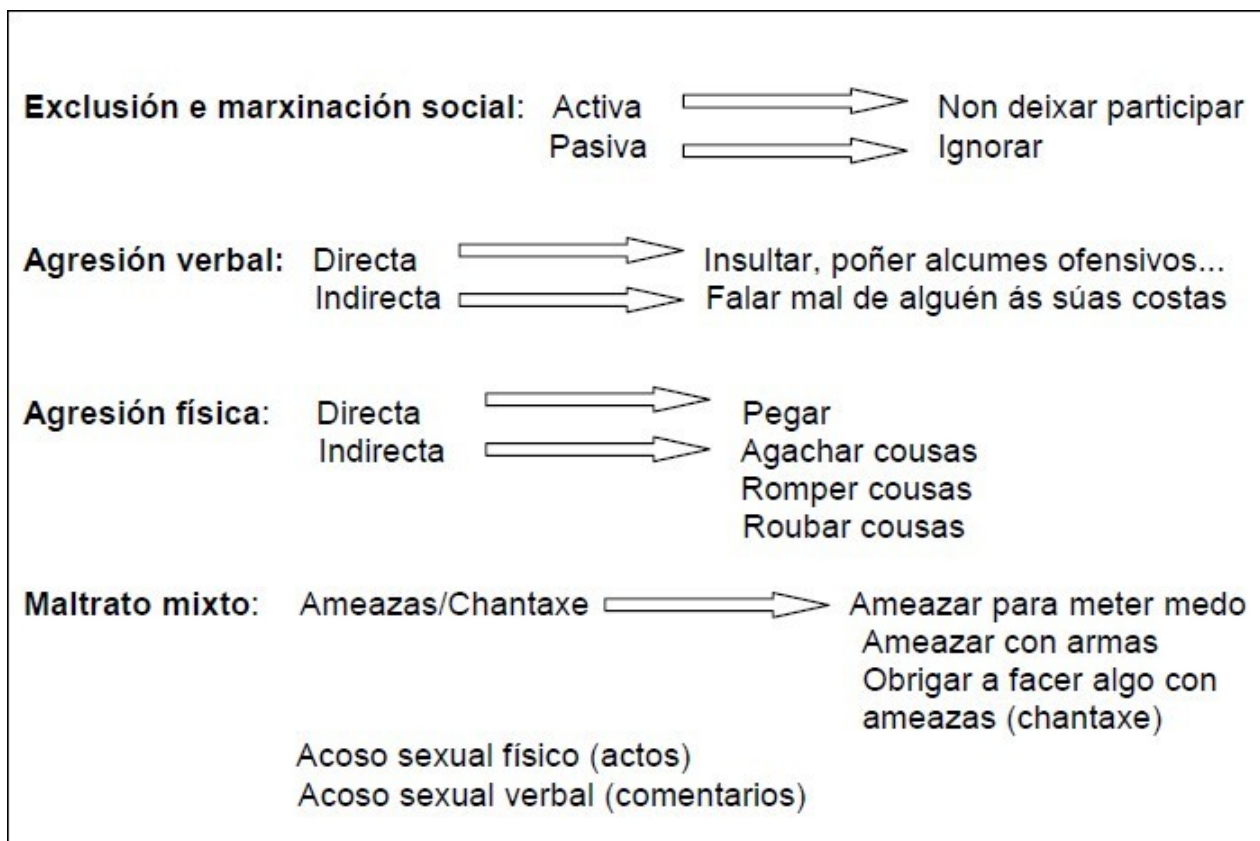 Exclusión e marxinación social: Activa Non deixar participar
Pasiva Ignorar
Agresión verbal: Directa Insultar, poñer alcumes ofensivos...
Indirecta Falar mal de alguén ás súas costas
Agresión física: Directa Pegar
Indirecta Agachar cousas
Romper cousas
Roubar cousas
Maltrato mixto: Ameazas/Chantaxe Ameazar para meter medo
Ameazar con armas
Obrigar a facer algo con
ameazas (chantaxe)
Acoso sexual físico (actos)
Acoso sexual verbal (comentarios)